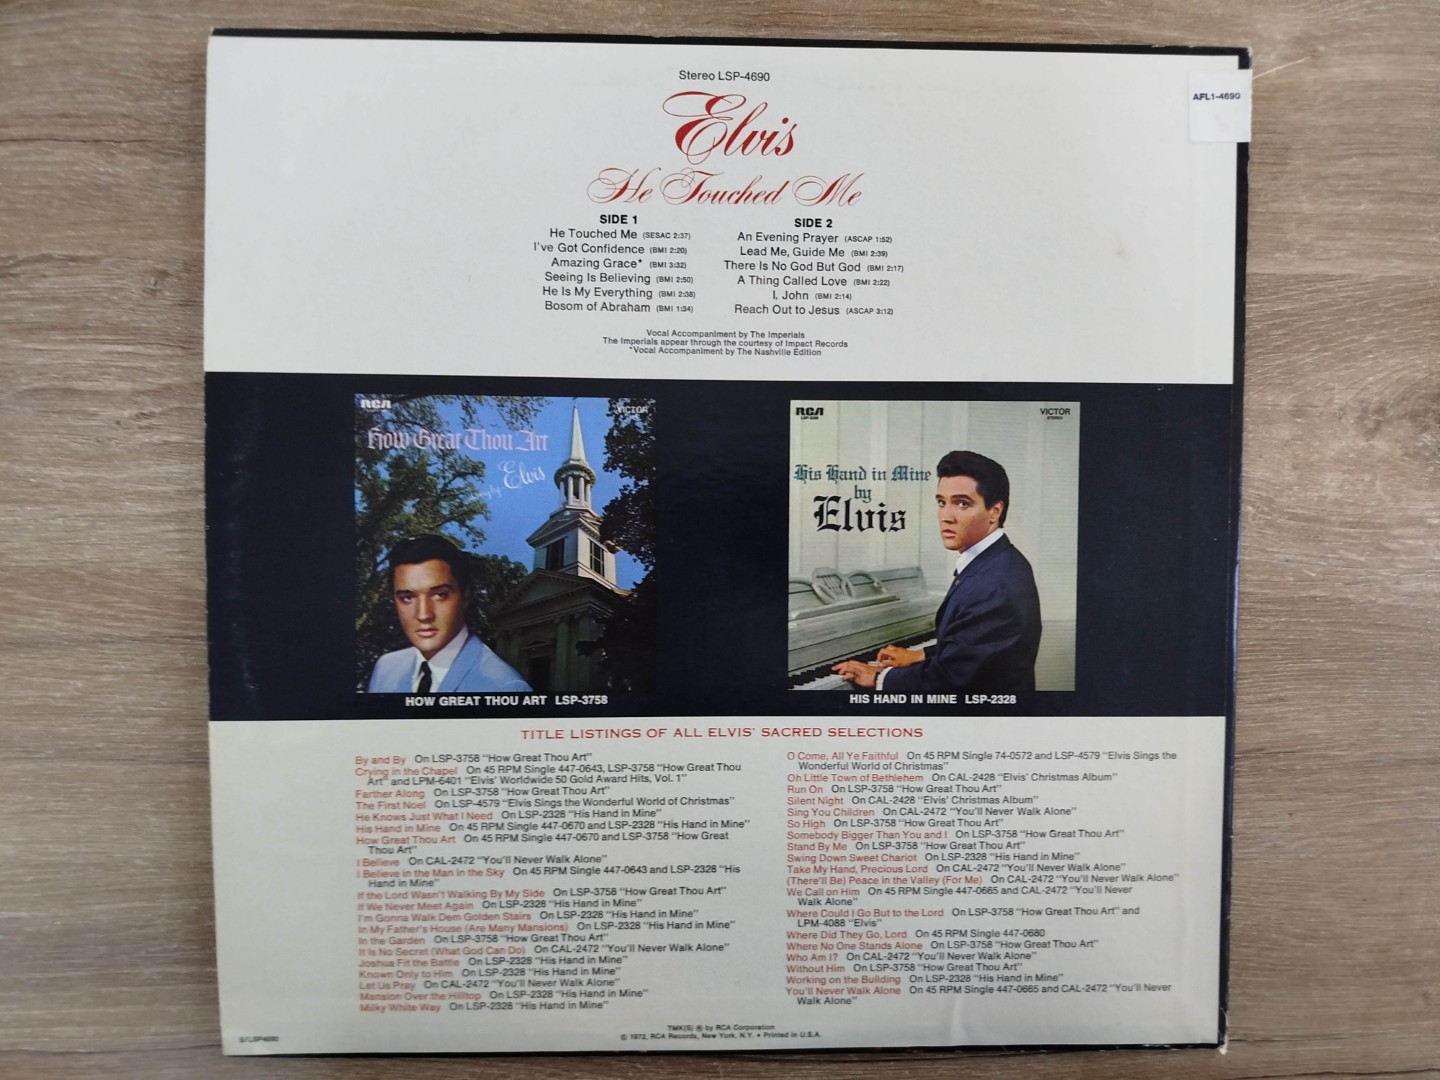 Stereo LSP-4690
AFL1-4690
Elvis
He Touched Me
SIDE 1
He Touched Me (SESAC 2:37)
I've Got Confidence (BMI 2:20)
Amazing Grace* (BMI 3:32)
Seeing Is Believing (BMI 2:50)
He Is My Everything (BMI 2:38)
Bosom of Abraham (BMI 1:34)
SIDE 2
An Evening Prayer (ASCAP 1:52)
Lead Me, Guide Me (BMI 2:39)
There Is No God But God (BMI 2:17)
A Thing Called Love (BMI 2:22)
I, John (BMI 2:14)
Reach Out to Jesus (ASCAP 3:12)
Vocal Accompaniment by The Imperials
The Imperials appear through the courtesy of Impact Records
*Vocal Accompaniment by The Nashville Edition
RCA VICTOR
How Great Thou Art
Elvis
HOW GREAT THOU ART LSP-3758
RCA VICTOR
LSP-2328 STEREO
His Hand in Mine
by
Elvis
HIS HAND IN MINE LSP-2328
TITLE LISTINGS OF ALL ELVIS' SACRED SELECTIONS
By and By On LSP-3758 "How Great Thou Art"
Crying in the Chapel On 45 RPM Single 447-0643, LSP-3758 "How Great Thou
Art" and LPM-6401 "Elvis' Worldwide 50 Gold Award Hits, Vol. 1"
Farther Along On LSP-3758 "How Great Thou Art"
The First Noel On LSP-4579 "Elvis Sings the Wonderful World of Christmas"
He Knows Just What I Need On LSP-2328 "His Hand in Mine"
His Hand in Mine On 45 RPM Single 447-0670 and LSP-2328 "His Hand in Mine"
How Great Thou Art On 45 RPM Single 447-0670 and LSP-3758 "How Great
Thou Art"
I Believe On CAL-2472 "You'll Never Walk Alone"
I Believe in the Man in the Sky On 45 RPM Single 447-0643 and LSP-2328 "His
Hand in Mine"
If the Lord Wasn't Walking By My Side On LSP-3758 "How Great Thou Art"
If We Never Meet Again On LSP-2328 "His Hand in Mine"
I'm Gonna Walk Dem Golden Stairs On LSP-2328 "His Hand in Mine"
In My Father's House (Are Many Mansions) On LSP-2328 "His Hand in Mine"
In the Garden On LSP-3758 "How Great Thou Art"
It Is No Secret (What God Can Do) On CAL-2472 "You'll Never Walk Alone"
Joshua Fit the Battle On LSP-2328 "His Hand in Mine"
Known Only to Him On LSP-2328 "His Hand in Mine"
Let Us Pray On CAL-2472 "You'll Never Walk Alone"
Mansion Over the Hilltop On LSP-2328 "His Hand in Mine"
Milky White Way On LSP-2328 "His Hand in Mine"
O Come, All Ye Faithful On 45 RPM Single 74-0572 and LSP-4579 "Elvis Sings the
Wonderful World of Christmas"
Oh Little Town of Bethlehem On CAL-2428 "Elvis' Christmas Album"
Run On On LSP-3758 "How Great Thou Art"
Silent Night On CAL-2428 "Elvis' Christmas Album"
Sing You Children On CAL-2472 "You'll Never Walk Alone"
So High On LSP-3758 "How Great Thou Art"
Somebody Bigger Than You and I On LSP-3758 "How Great Thou Art"
Stand By Me On LSP-3758 "How Great Thou Art"
Swing Down Sweet Chariot On LSP-2328 "His Hand in Mine"
Take My Hand, Precious Lord On CAL-2472 "You'll Never Walk Alone"
(There'll Be) Peace in the Valley (For Me) On CAL-2472 "You'll Never Walk Alone"
We Call on Him On 45 RPM Single 447-0665 and CAL-2472 "You'll Never
Walk Alone"
Where Could I Go But to the Lord On LSP-3758 "How Great Thou Art" and
LPM-4088 "Elvis"
Where Did They Go, Lord On 45 RPM Single 447-0680
Where No One Stands Alone On LSP-3758 "How Great Thou Art"
Who Am I? On CAL-2472 "You'll Never Walk Alone"
Without Him On LSP-3758 "How Great Thou Art"
Working on the Building On LSP-2328 "His Hand in Mine"
You'll Never Walk Alone On 45 RPM Single 447-0665 and CAL-2472 "You'll Never
Walk Alone"
TMK(S) ® by RCA Corporation
© 1972, RCA Records, New York, N.Y. • Printed in U.S.A.